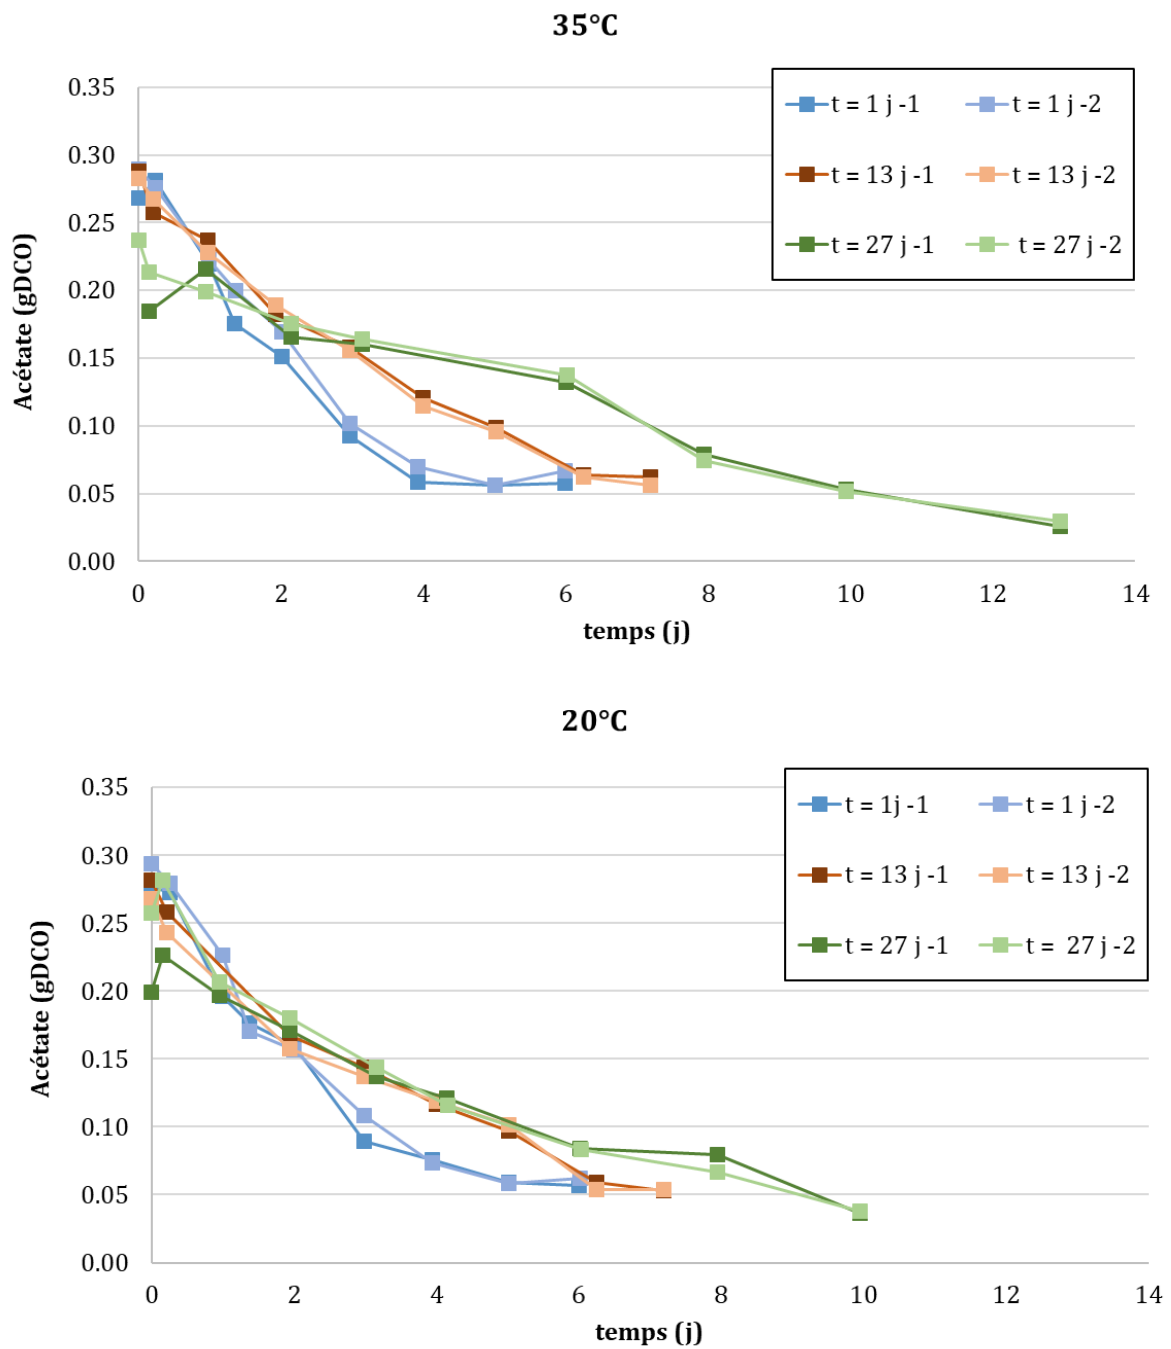 35°C
0.35
0.30
0.25
0.20
0.15
0.10
0.05
0.00
Acétate (gDCO)
t = 1 j -1
t = 1 j -2
t = 13 j -1
t = 13 j -2
t = 27 j -1
t = 27 j -2
0 2 4 6 8 10 12 14
temps (j)
20°C
0.35
0.30
0.25
0.20
0.15
0.10
0.05
0.00
Acétate (gDCO)
t = 1j -1
t = 1 j -2
t = 13 j -1
t = 13 j -2
t = 27 j -1
t = 27 j -2
0 2 4 6 8 10 12 14
temps (j)